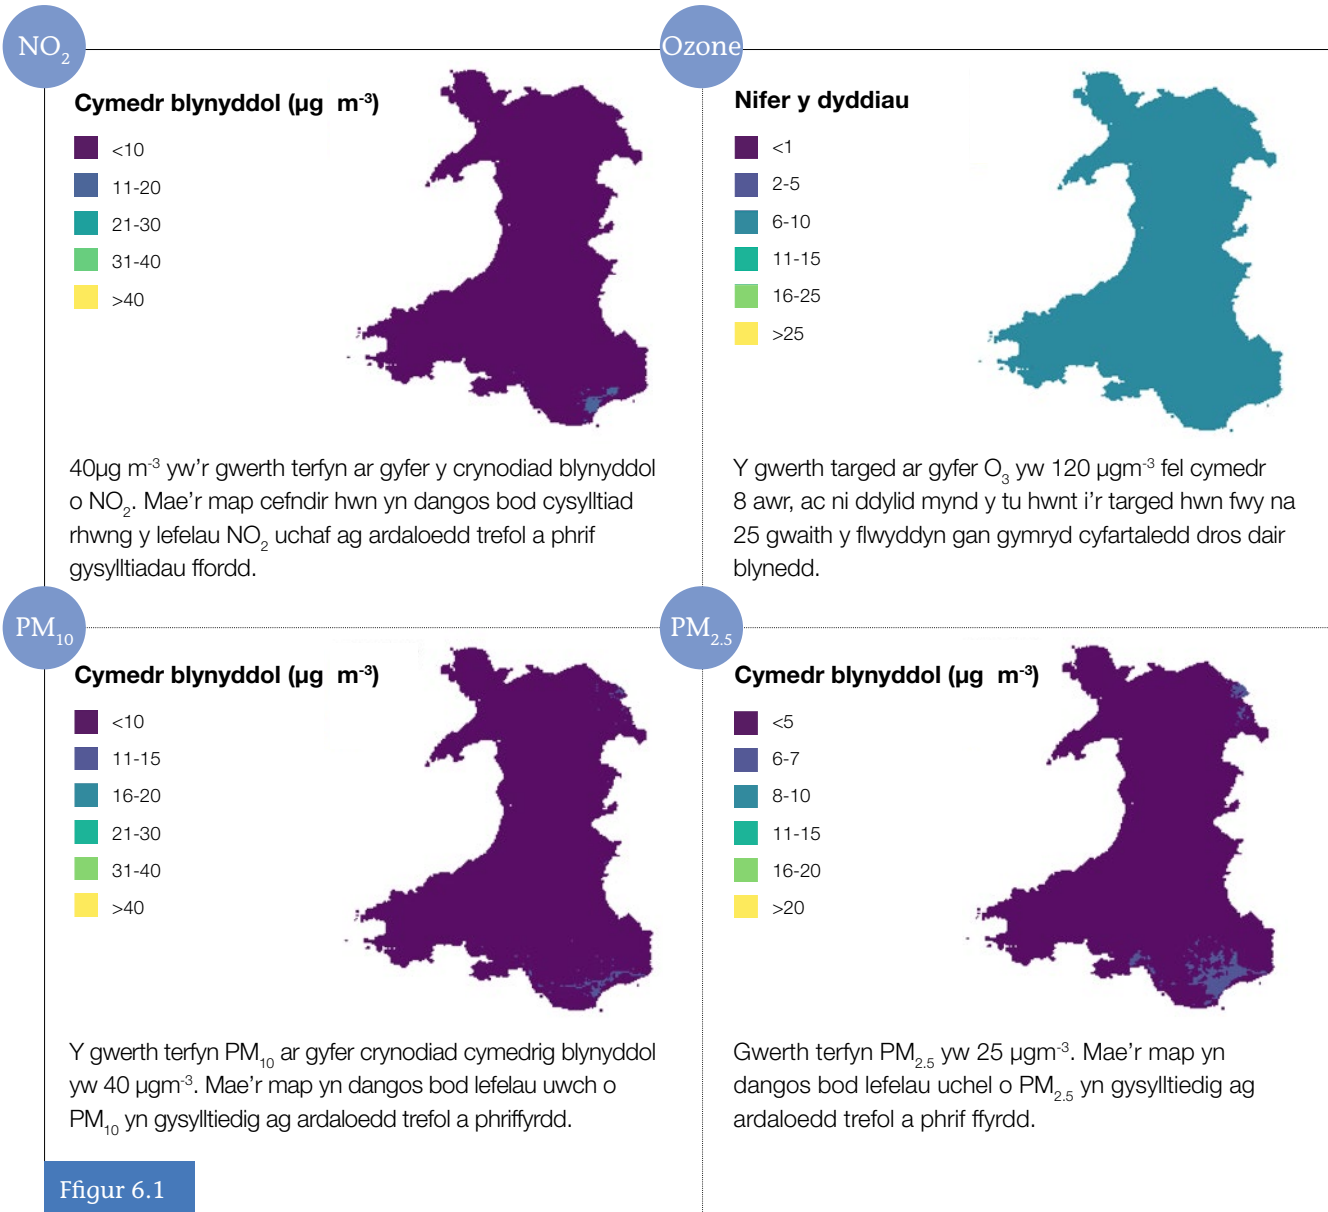 NO₂
Cymedr blynyddol (µg m⁻³)
<10
11-20
21-30
31-40
>40
40µg m⁻³ yw’r gwerth terfyn ar gyfer y crynodiad blynyddol
o NO₂. Mae’r map cefndir hwn yn dangos bod cysylltiad
rhwng y lefelau NO₂ uchaf ag ardaloedd trefol a phrif
gysylltiadau ffordd.
Ozone
Nifer y dyddiau
<1
2-5
6-10
11-15
16-25
>25
Y gwerth targed ar gyfer O₃ yw 120 µgm⁻³ fel cymedr
8 awr, ac ni ddylid mynd y tu hwnt i’r targed hwn fwy na
25 gwaith y flwyddyn gan gymryd cyfartaledd dros dair
blynedd.
PM₁₀
Cymedr blynyddol (µg m⁻³)
<10
11-15
16-20
21-30
31-40
>40
Y gwerth terfyn PM₁₀ ar gyfer crynodiad cymedrig blynyddol
yw 40 µgm⁻³. Mae’r map yn dangos bod lefelau uwch o
PM₁₀ yn gysylltiedig ag ardaloedd trefol a phriffyrdd.
PM₂.₅
Cymedr blynyddol (µg m⁻³)
<5
6-7
8-10
11-15
16-20
>20
Gwerth terfyn PM₂.₅ yw 25 µgm⁻³. Mae’r map yn
dangos bod lefelau uchel o PM₂.₅ yn gysylltiedig ag
ardaloedd trefol a phrif ffyrdd.
Ffigur 6.1